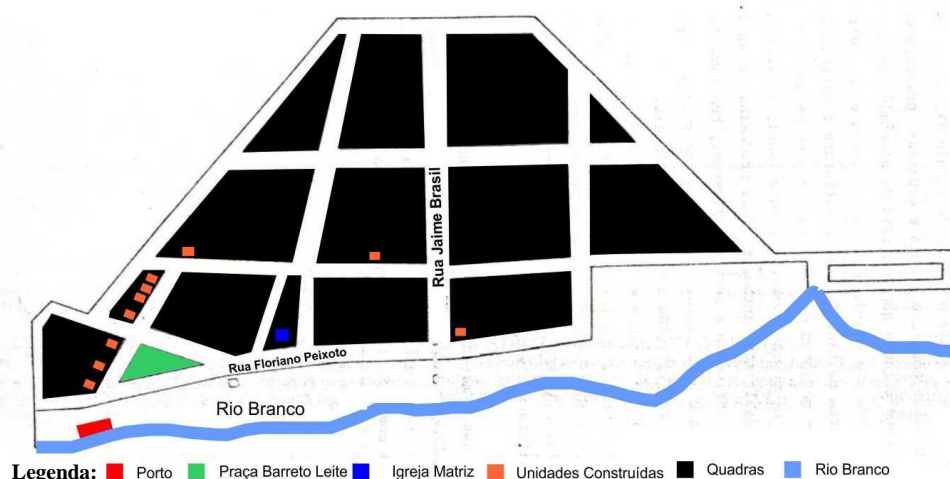 Rua Jaime Brasil
Rua Floriano Peixoto
Rio Branco
Legenda: Porto Praça Barreto Leite Igreja Matriz Unidades Construídas Quadras Rio Branco